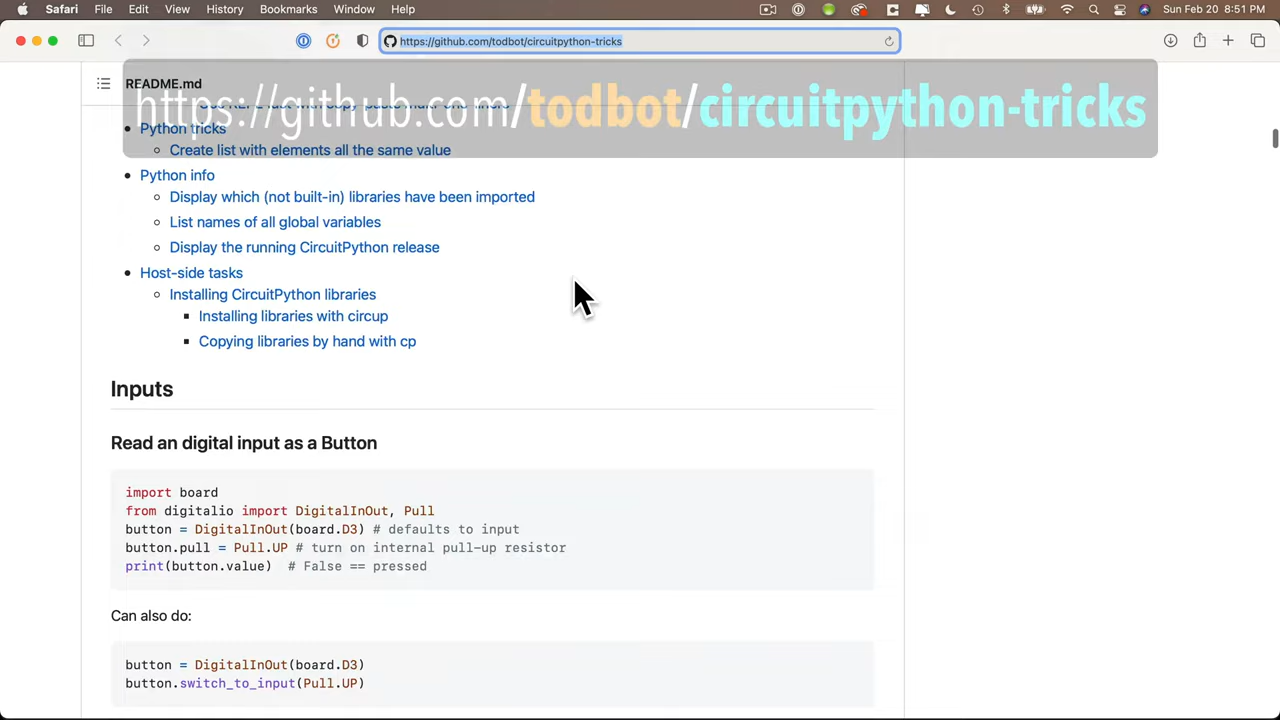 Safari File Edit View History Bookmarks Window Help Sun Feb 20 8:51 PM
https://github.com/todbot/circuitpython-tricks
README.md
https://github.com/todbot/circuitpython-tricks
Python tricks
Create list with elements all the same value
Python info
Display which (not built-in) libraries have been imported
List names of all global variables
Display the running CircuitPython release
Host-side tasks
Installing CircuitPython libraries
Installing libraries with circup
Copying libraries by hand with cp
Inputs
Read an digital input as a Button
import board
from digitalio import DigitalInOut, Pull
button = DigitalInOut(board.D3) # defaults to input
button.pull = Pull.UP # turn on internal pull-up resistor
print(button.value)  # False == pressed
Can also do:
button = DigitalInOut(board.D3)
button.switch_to_input(Pull.UP)